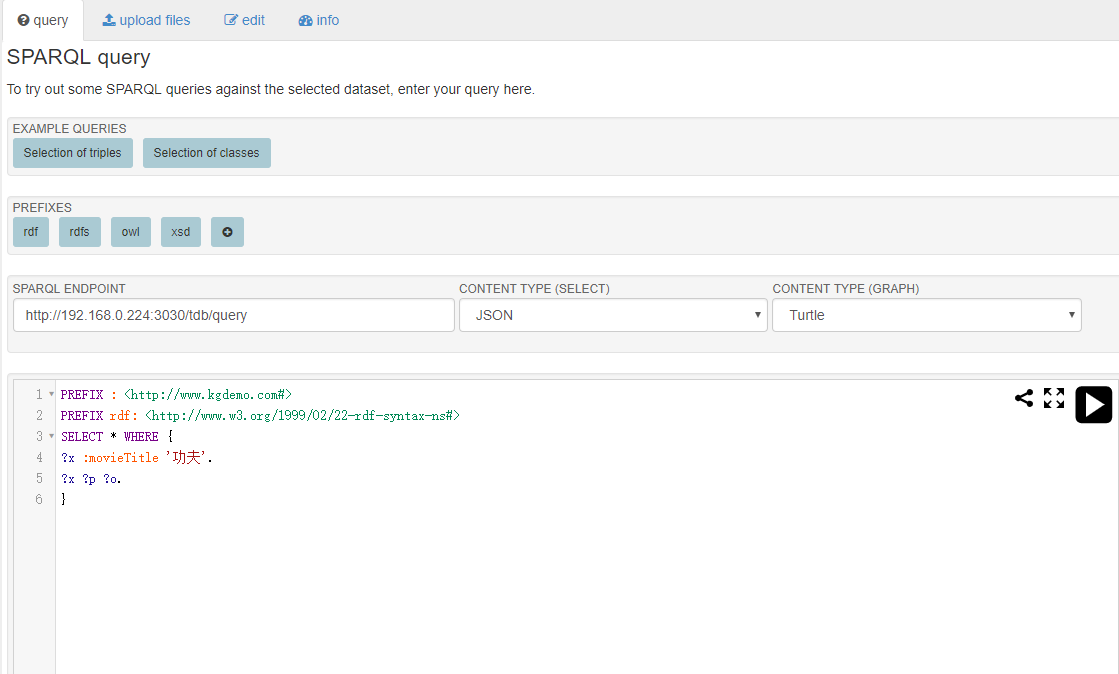 query upload files edit info
SPARQL query
To try out some SPARQL queries against the selected dataset, enter your query here.
EXAMPLE QUERIES
Selection of triples Selection of classes
PREFIXES
rdf rdfs owl xsd
SPARQL ENDPOINT CONTENT TYPE (SELECT) CONTENT TYPE (GRAPH)
http://192.168.0.224:3030/tdb/query JSON Turtle
1 PREFIX : <http://www.kgdemo.com#>
2 PREFIX rdf: <http://www.w3.org/1999/02/22-rdf-syntax-ns#>
3 SELECT * WHERE {
4 ?x :movieTitle '功夫'.
5 ?x ?p ?o.
6 }